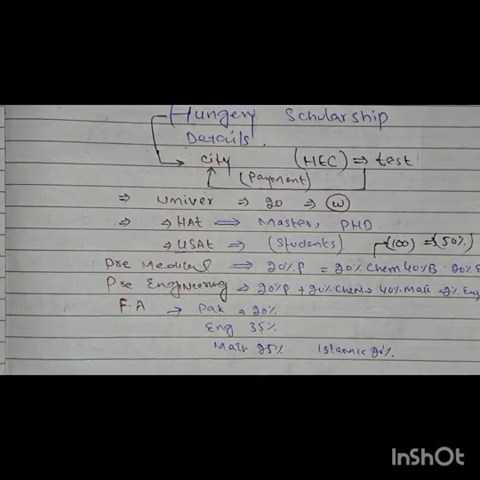 Hungery Scholarship
Details.
City (HEC) ⇒ test
(Payment)
⇒ Univer ⇒ 20 ⇒ W
⇒ ⇒ HAt ⇔ Master, PHD
→ USAt ⇒ (Students) (100) ⇒ (50%)
Pre Medical ⇒ 20% P = 20% Chem 40% B 20% E
Pre Engineering ⇒ 20% P + 20% Chem 40% Mat Eng
F.A → Pak = 20%
Eng 35%
Math 25% Islamic 20%.
InShOt